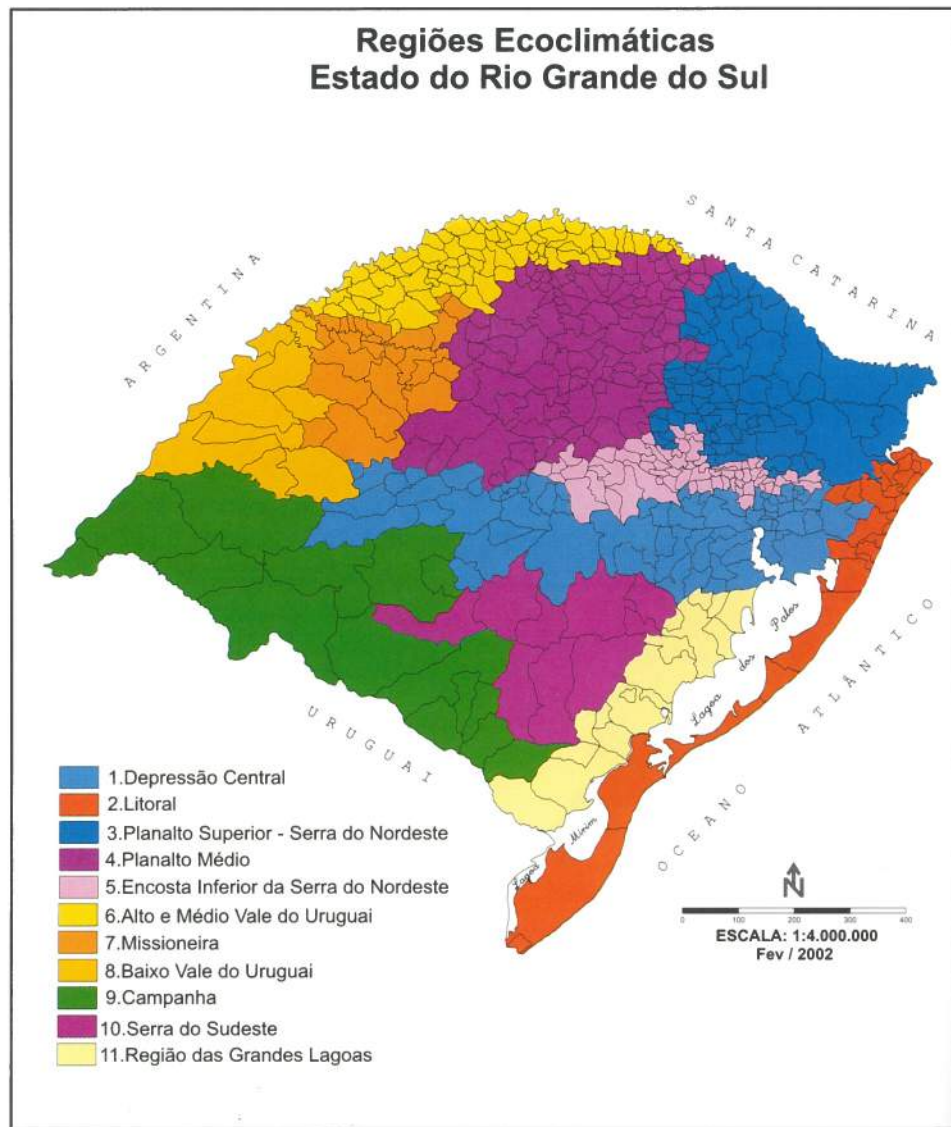 Regiões Ecoclimáticas
Estado do Rio Grande do Sul
SANTA CATARINA
ARGENTINA
OCEANO ATLÂNTICO
URUGUAI
Lagoa dos Patos
Lagoa Mirim
1.Depressão Central
2.Litoral
3.Planalto Superior - Serra do Nordeste
4.Planalto Médio
5.Encosta Inferior da Serra do Nordeste
6.Alto e Médio Vale do Uruguai
7.Missioneira
8.Baixo Vale do Uruguai
9.Campanha
10.Serra do Sudeste
11.Região das Grandes Lagoas
N
0 100 200 300 400
ESCALA: 1:4.000.000
Fev / 2002